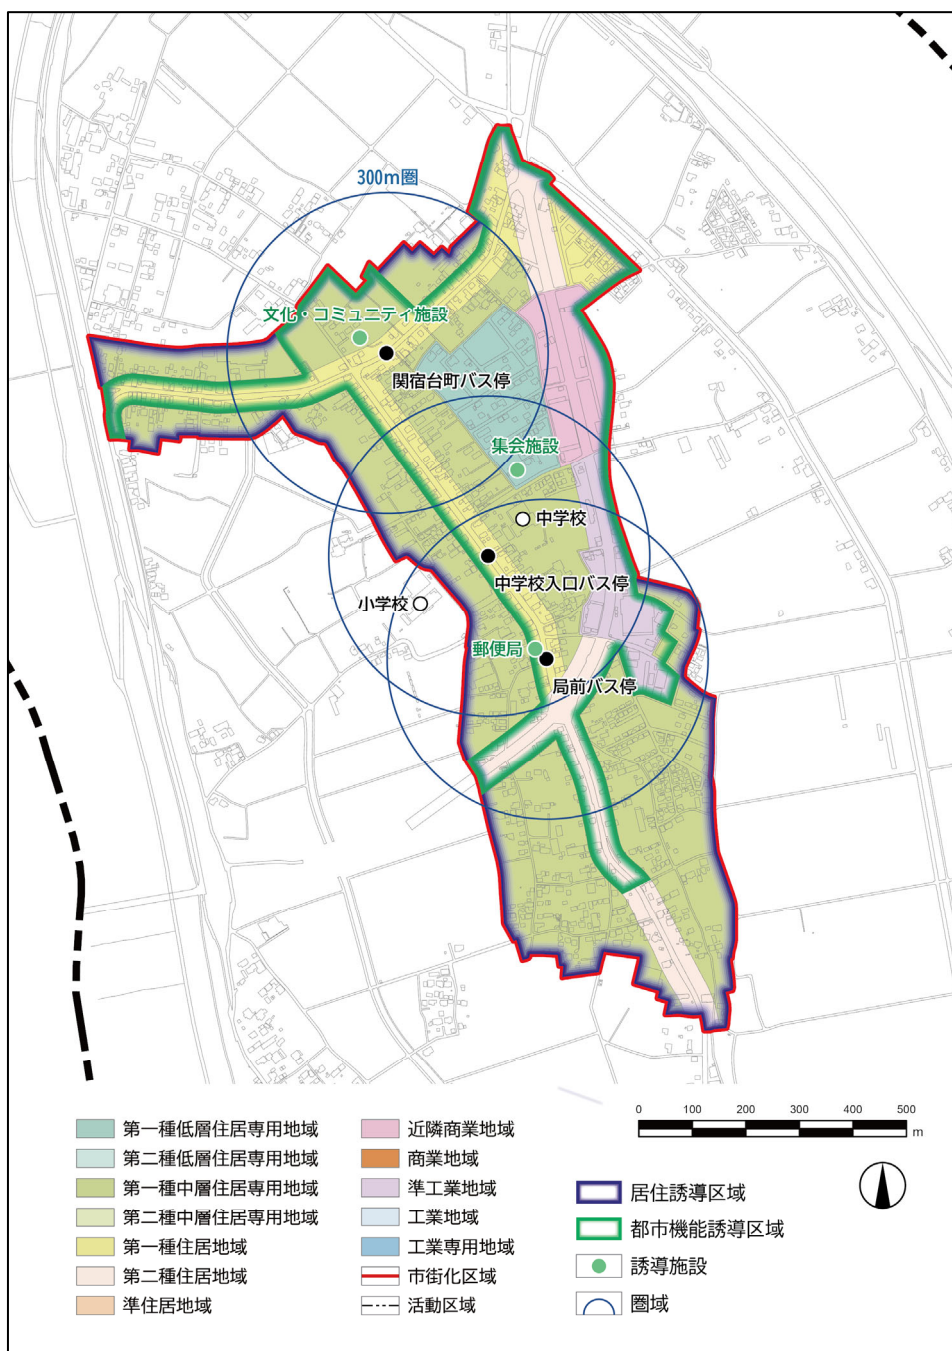 300m圏
文化・コミュニティ施設
関宿台町バス停
集会施設
中学校
中学校入口バス停
小学校
郵便局
局前バス停
第一種低層住居専用地域
第二種低層住居専用地域
第一種中層住居専用地域
第二種中層住居専用地域
第一種住居地域
第二種住居地域
準住居地域
近隣商業地域
商業地域
準工業地域
工業地域
工業専用地域
市街化区域
活動区域
0 100 200 300 400 500
m
居住誘導区域
都市機能誘導区域
誘導施設
圏域